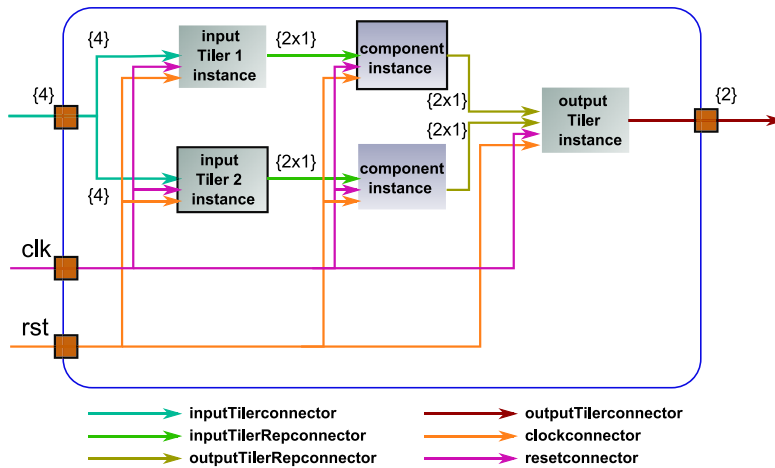 input
Tiler 1
instance
{4}
{2x1}
component
instance
{4}
{2x1}
{2x1}
output
Tiler
instance
{2}
input
Tiler 2
instance
{2x1}
component
instance
{4}
clk
rst
inputTilerconnector
outputTilerconnector
inputTilerRepconnector
clockconnector
outputTilerRepconnector
resetconnector